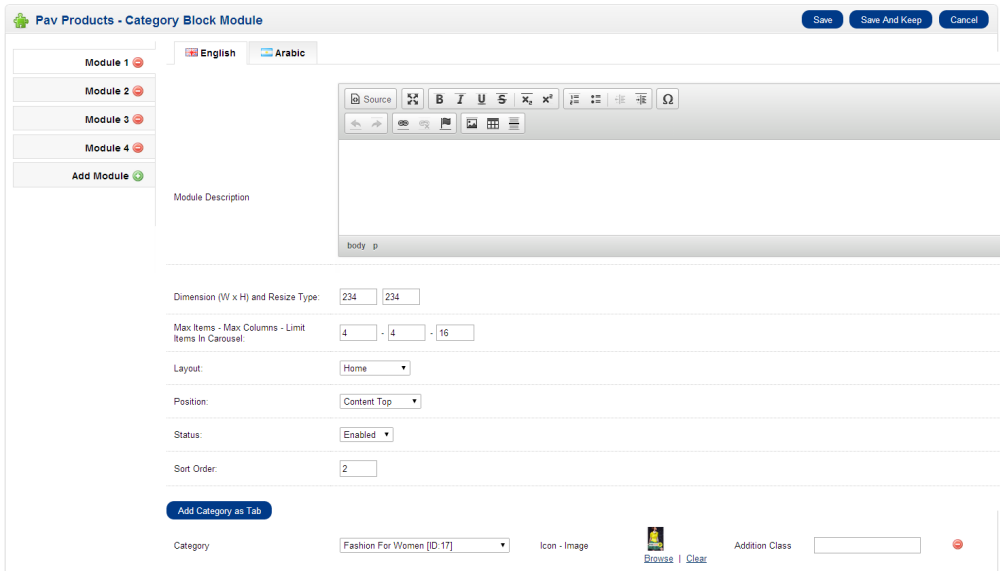 Pav Products - Category Block Module
Save
Save And Keep
Cancel
Module 1
Module 2
Module 3
Module 4
Add Module
English
Arabic
Source
B I U S x₂ x² Ω
Module Description
body p
Dimension (W x H) and Resize Type: 234 234
Max Items - Max Columns - Limit
Items In Carousel: 4 - 4 - 16
Layout: Home
Position: Content Top
Status: Enabled
Sort Order: 2
Add Category as Tab
Category Fashion For Women [ID:17] Icon - Image Addition Class
Browse | Clear